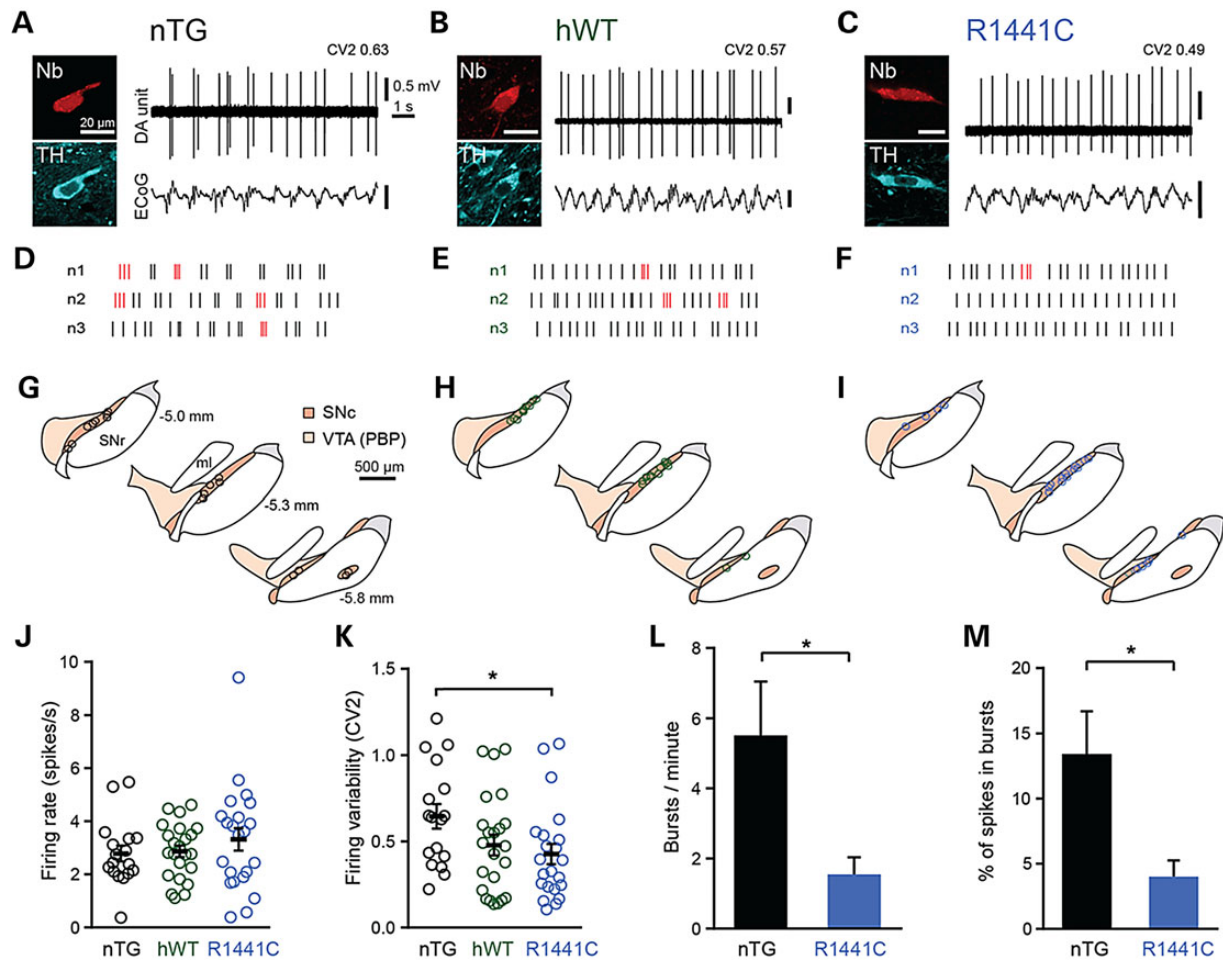 A nTG
CV2 0.63
Nb
20 µm
TH
DA unit
0.5 mV
1 s
ECoG
B hWT
CV2 0.57
Nb
TH
C R1441C
CV2 0.49
Nb
TH
D
n1
n2
n3
E
n1
n2
n3
F
n1
n2
n3
G
SNr
-5.0 mm
SNc
VTA (PBP)
500 µm
ml
-5.3 mm
-5.8 mm
H
I
J
Firing rate (spikes/s)
10
8
6
4
2
0
nTG hWT R1441C
K
Firing variability (CV2)
1.5
1.0
0.5
0.0
*
nTG hWT R1441C
L
Bursts / minute
8
6
4
2
0
*
nTG R1441C
M
% of spikes in bursts
20
15
10
5
0
*
nTG R1441C